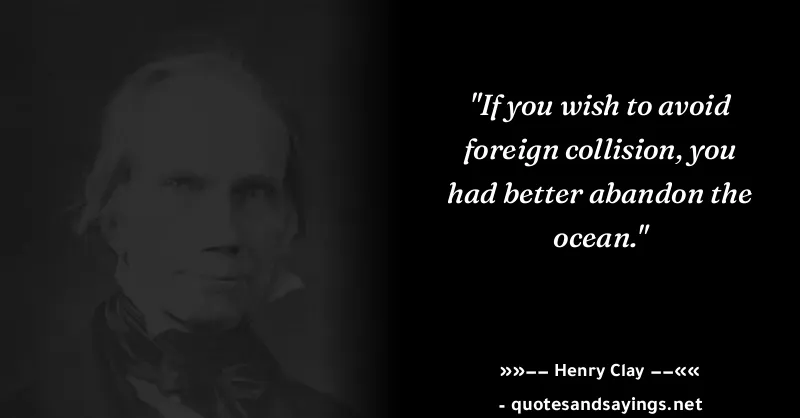 "If you wish to avoid
foreign collision, you
had better abandon the
ocean."
»»−− Henry Clay −−««
- quotesandsayings.net